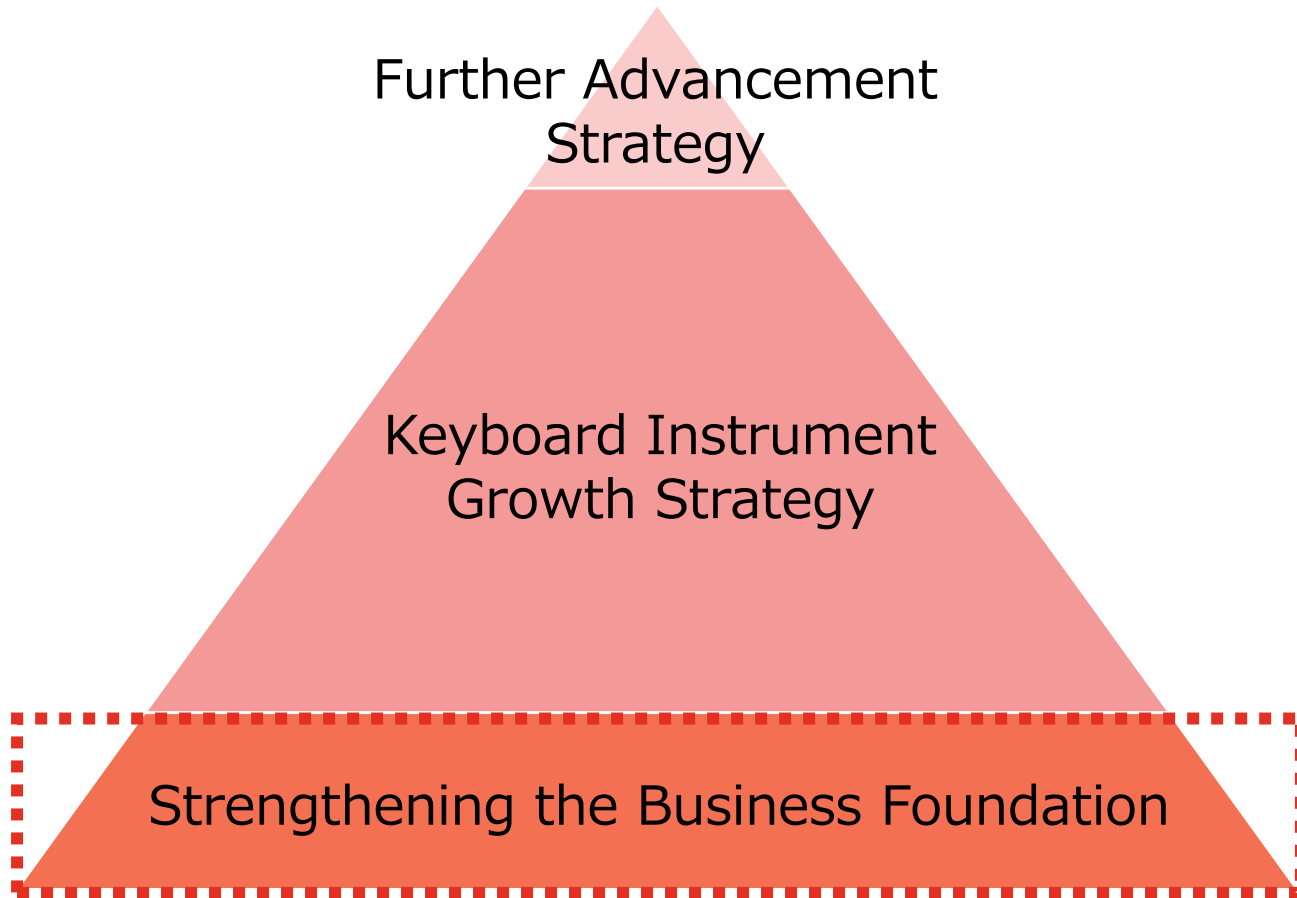 Further Advancement
Strategy
Keyboard Instrument
Growth Strategy
Strengthening the Business Foundation